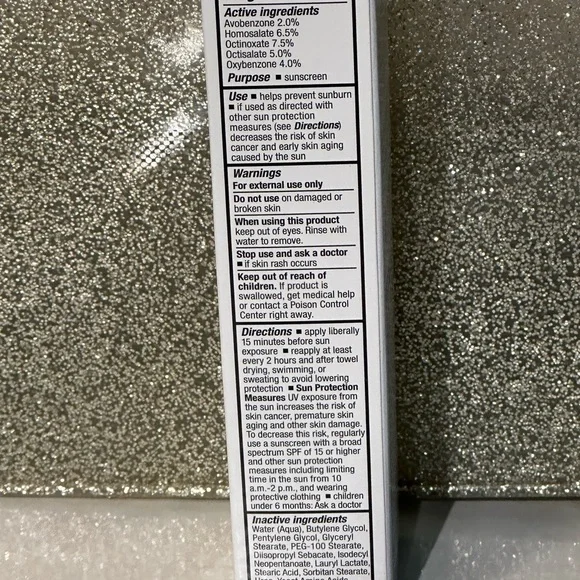 Active ingredients
Avobenzone 2.0%
Homosalate 6.5%
Octinoxate 7.5%
Octisalate 5.0%
Oxybenzone 4.0%
Purpose ■ sunscreen
Use ■ helps prevent sunburn
■ if used as directed with
other sun protection
measures (see Directions)
decreases the risk of skin
cancer and early skin aging
caused by the sun
Warnings
For external use only
Do not use on damaged or
broken skin
When using this product
keep out of eyes. Rinse with
water to remove.
Stop use and ask a doctor
■ if skin rash occurs
Keep out of reach of
children. If product is
swallowed, get medical help
or contact a Poison Control
Center right away.
Directions ■ apply liberally
15 minutes before sun
exposure ■ reapply at least
every 2 hours and after towel
drying, swimming, or
sweating to avoid lowering
protection ■ Sun Protection
Measures UV exposure from
the sun increases the risk of
skin cancer, premature skin
aging and other skin damage.
To decrease this risk, regularly
use a sunscreen with a broad
spectrum SPF of 15 or higher
and other sun protection
measures including limiting
time in the sun from 10
a.m.-2 p.m., and wearing
protective clothing ■ children
under 6 months: Ask a doctor
Inactive ingredients
Water (Aqua), Butylene Glycol,
Pentylene Glycol, Glyceryl
Stearate, PEG-100 Stearate,
Diisopropyl Sebacate, Isodecyl
Neopentanoate, Lauryl Lactate,
Stearic Acid, Sorbitan Stearate,